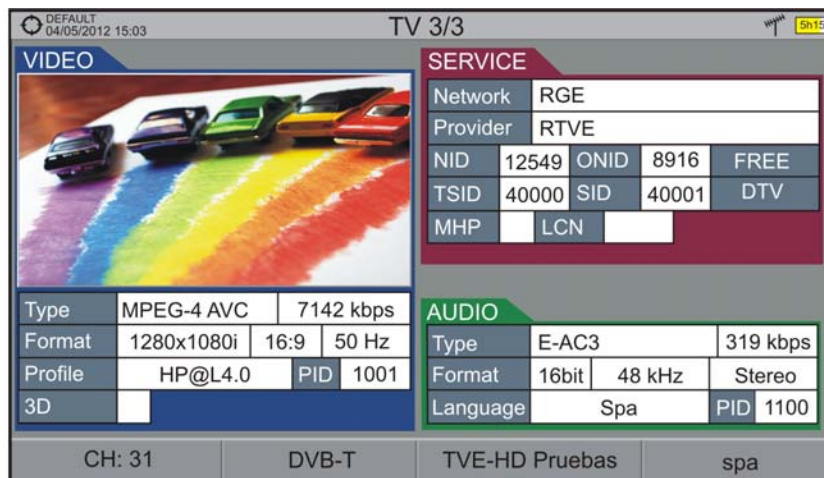 DEFAULT
04/05/2012 15:03
TV 3/3
5h15
VIDEO
Type MPEG-4 AVC 7142 kbps
Format 1280x1080i 16:9 50 Hz
Profile HP@L4.0 PID 1001
3D
SERVICE
Network RGE
Provider RTVE
NID 12549 ONID 8916 FREE
TSID 40000 SID 40001 DTV
MHP LCN
AUDIO
Type E-AC3 319 kbps
Format 16bit 48 kHz Stereo
Language Spa PID 1100
CH: 31 DVB-T TVE-HD Pruebas spa